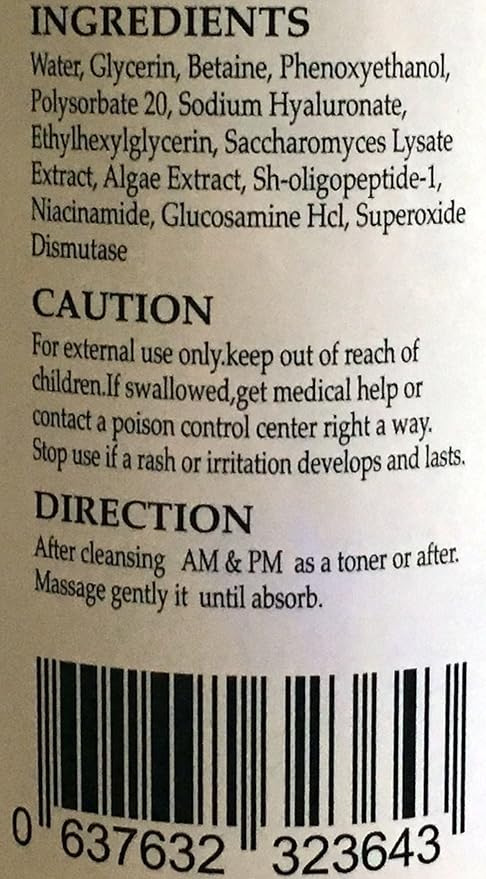 INGREDIENTS
Water, Glycerin, Betaine, Phenoxyethanol,
Polysorbate 20, Sodium Hyaluronate,
Ethylhexylglycerin, Saccharomyces Lysate
Extract, Algae Extract, Sh-oligopeptide-1,
Niacinamide, Glucosamine Hcl, Superoxide
Dismutase
CAUTION
For external use only.keep out of reach of
children.If swallowed,get medical help or
contact a poison control center right a way.
Stop use if a rash or irritation develops and lasts.
DIRECTION
After cleansing AM & PM as a toner or after.
Massage gently it until absorb.
0 637632 323643